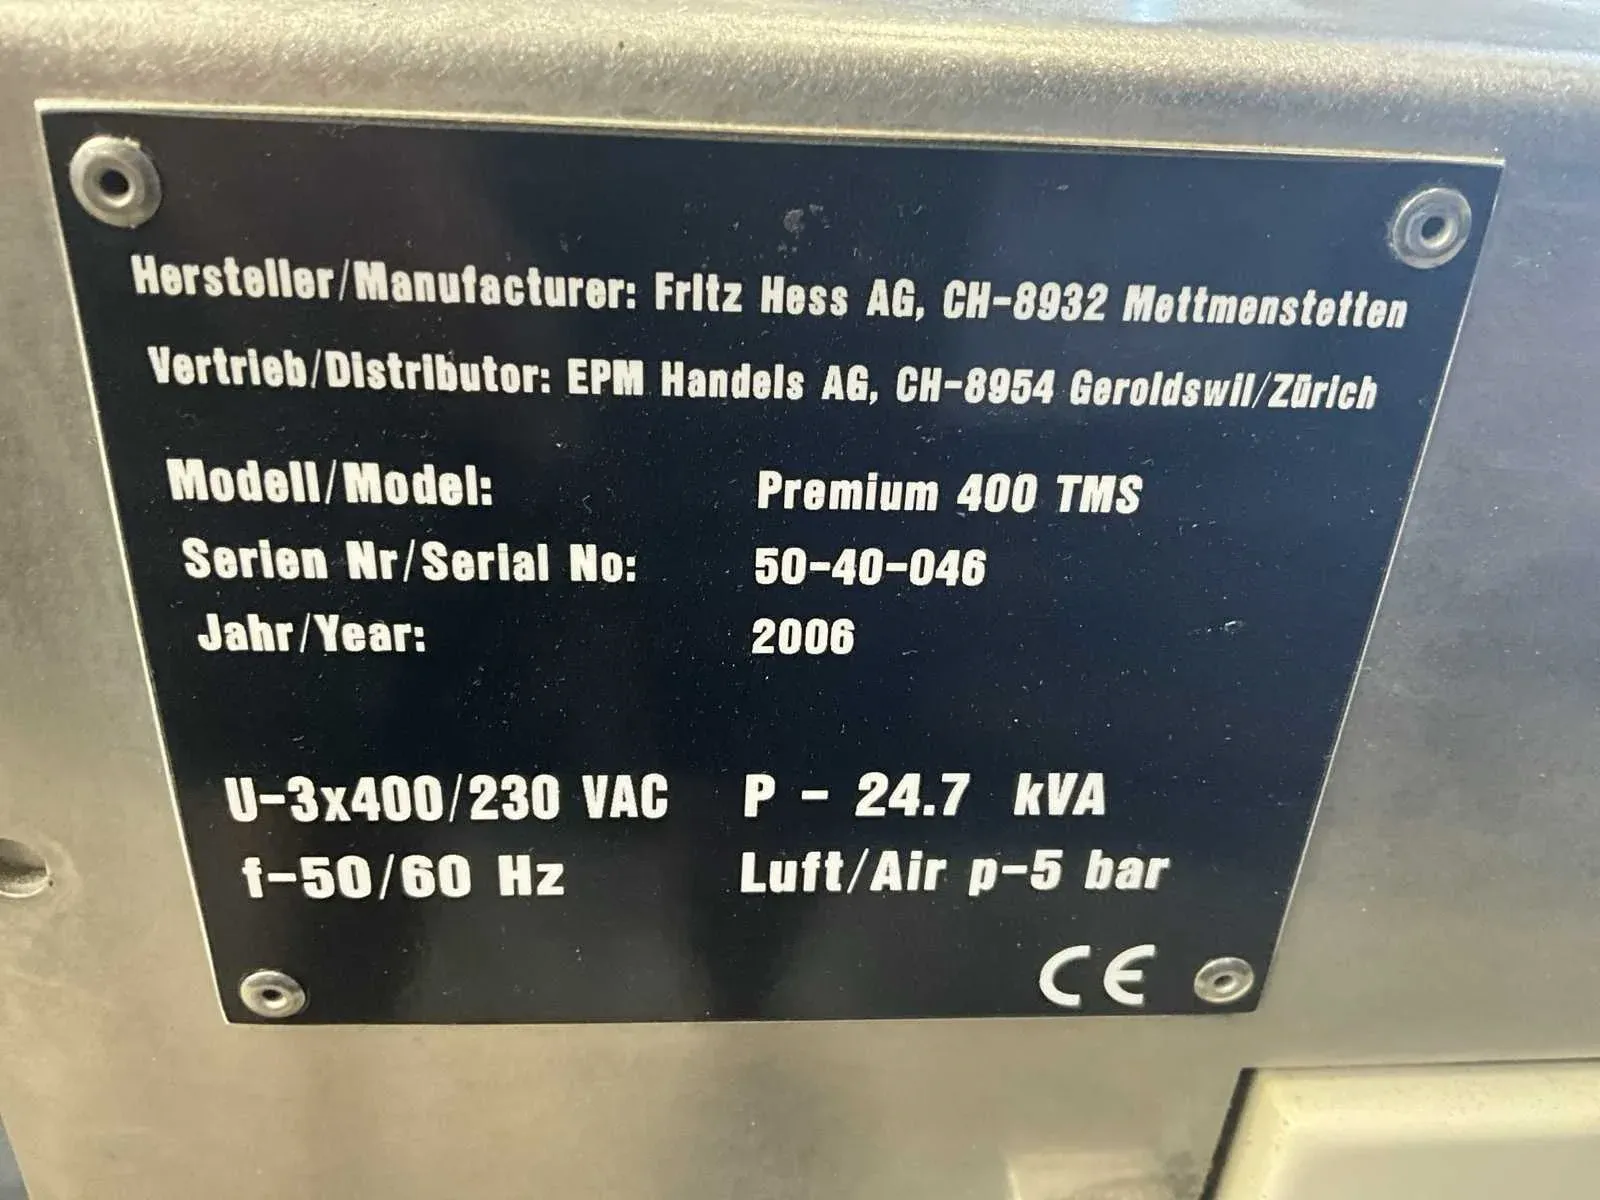 Hersteller/Manufacturer: Fritz Hess AG, CH-8932 Mettmenstetten
Vertrieb/Distributor: EPM Handels AG, CH-8954 Geroldswil/Zürich
Modell/Model: Premium 400 TMS
Serien Nr/Serial No: 50-40-046
Jahr/Year: 2006
U-3x400/230 VAC P - 24.7 kVA
f-50/60 Hz Luft/Air p-5 bar
CE